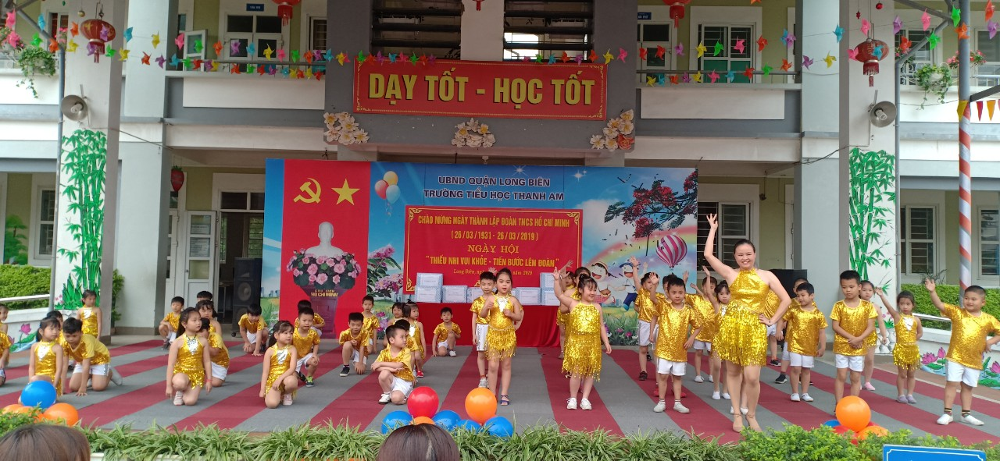 DẠY TỐT - HỌC TỐT
UBND QUẬN LONG BIÊN
TRƯỜNG TIỂU HỌC THANH AM
CHÀO MỪNG NGÀY THÀNH LẬP ĐOÀN TNCS HỒ CHÍ MINH
( 26 / 03 / 1931 - 26 / 03 / 2019 )
NGÀY HỘI
"THIẾU NHI VUI KHỎE - TIẾN BƯỚC LÊN ĐOÀN"
Long Biên, 2019
HỒ CHÍ MINH